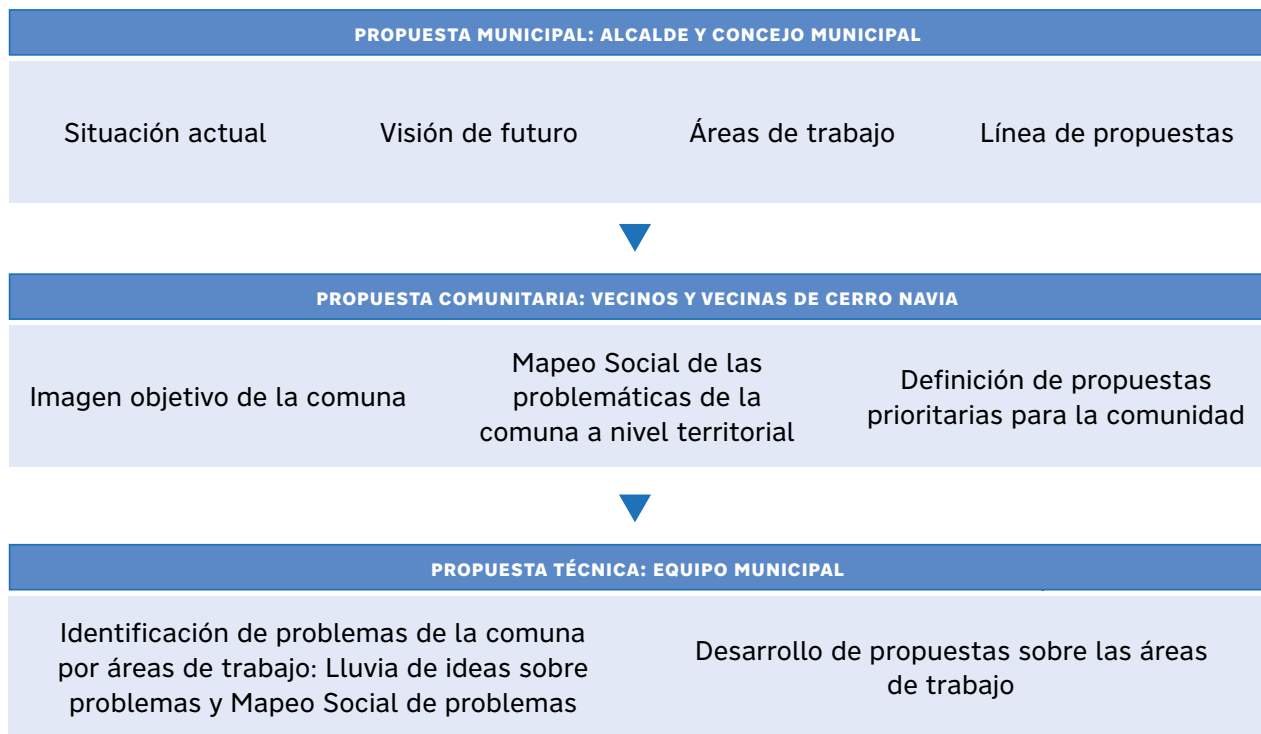 PROPUESTA MUNICIPAL: ALCALDE Y CONCEJO MUNICIPAL
Situación actual
Visión de futuro
Áreas de trabajo
Línea de propuestas
PROPUESTA COMUNITARIA: VECINOS Y VECINAS DE CERRO NAVIA
Imagen objetivo de la comuna
Mapeo Social de las
problemáticas de la
comuna a nivel territorial
Definición de propuestas
prioritarias para la comunidad
PROPUESTA TÉCNICA: EQUIPO MUNICIPAL
Identificación de problemas de la comuna
por áreas de trabajo: Lluvia de ideas sobre
problemas y Mapeo Social de problemas
Desarrollo de propuestas sobre las áreas
de trabajo